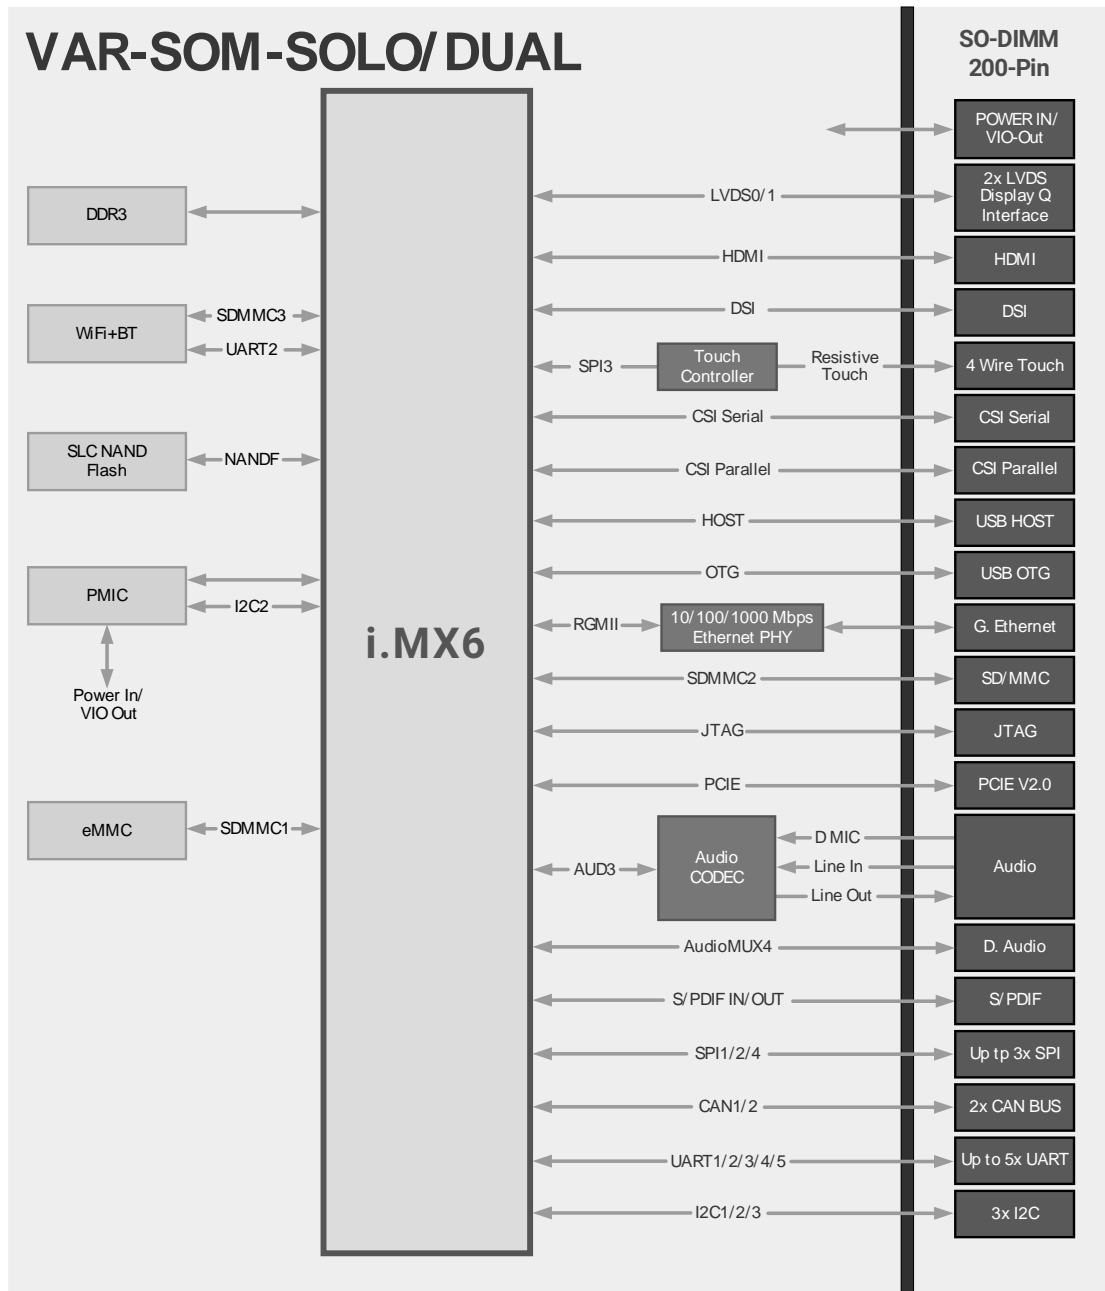 VAR-SOM-SOLO/DUAL
SO-DIMM
200-Pin
POWER IN/
VIO-Out
LVDS0/1
2x LVDS
Display Q
Interface
DDR3
HDMI
HDMI
DSI
DSI
WiFi+BT
SDMMC3
UART2
SPI3
Touch
Controller
Resistive
Touch
4 Wire Touch
CSI Serial
CSI Serial
SLC NAND
Flash
NANDF
CSI Parallel
CSI Parallel
HOST
USB HOST
OTG
USB OTG
PMIC
I2C2
i.MX6
RGMII
10/100/1000 Mbps
Ethernet PHY
G. Ethernet
Power In/
VIO Out
SDMMC2
SD/MMC
JTAG
JTAG
PCIE
PCIE V2.0
eMMC
SDMMC1
AUD3
Audio
CODEC
D MIC
Line In
Line Out
Audio
AudioMUX4
D. Audio
S/PDIF IN/OUT
S/PDIF
SPI1/2/4
Up tp 3x SPI
CAN1/2
2x CAN BUS
UART1/2/3/4/5
Up to 5x UART
I2C1/2/3
3x I2C